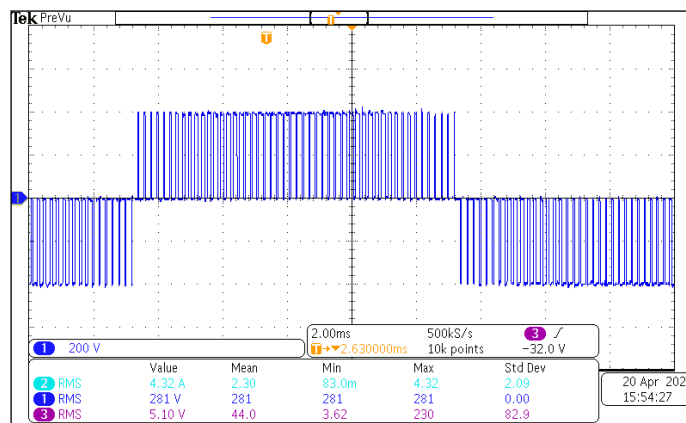 Tek PreVu
T
T
1
1 200 V
2.00ms 500kS/s 3
T→▼2.630000ms 10k points −32.0 V
Value Mean Min Max Std Dev
2 RMS 4.32 A 2.30 83.0m 4.32 2.09
1 RMS 281 V 281 281 281 0.00
3 RMS 5.10 V 44.0 3.62 230 82.9
20 Apr 202
15:54:27